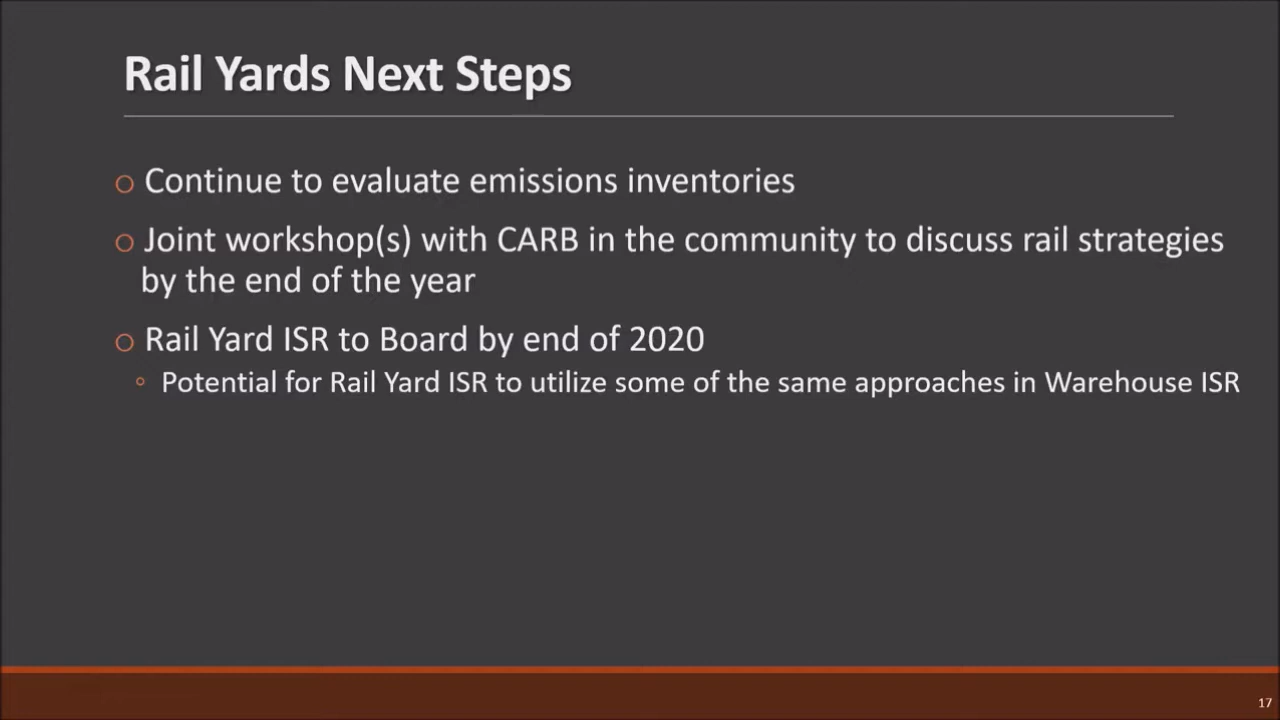 Rail Yards Next Steps
Continue to evaluate emissions inventories
Joint workshop(s) with CARB in the community to discuss rail strategies
by the end of the year
Rail Yard ISR to Board by end of 2020
Potential for Rail Yard ISR to utilize some of the same approaches in Warehouse ISR
17